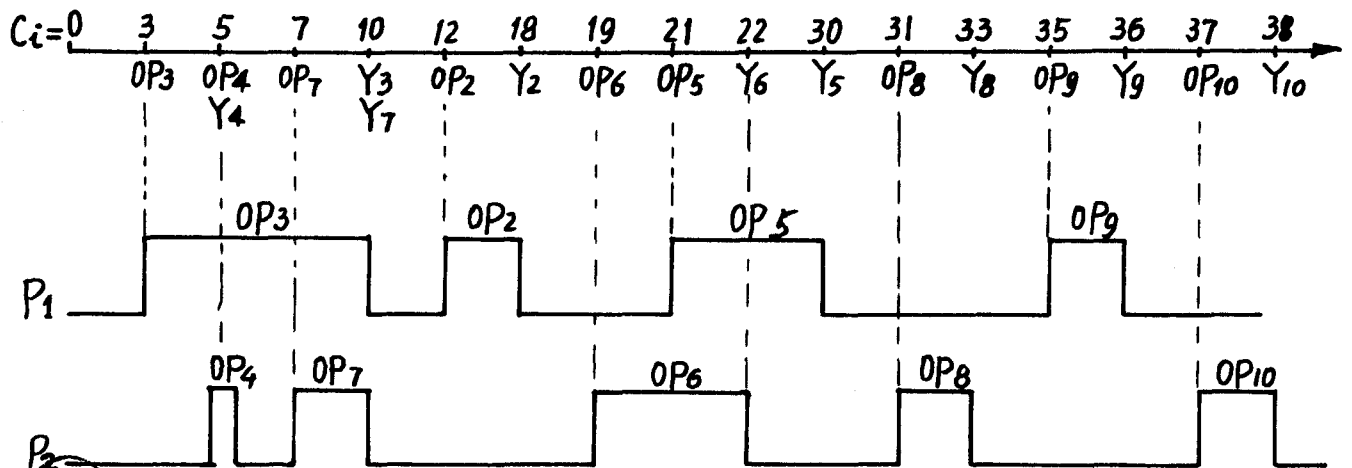 Ci=0 3 5 7 10 12 18 19 21 22 30 31 33 35 36 37 38
OP3 OP4 OP7 Y3 OP2 Y2 OP6 OP5 Y6 Y5 OP8 Y8 OP9 Y9 OP10 Y10
Y4 Y7
OP3 OP2 OP5 OP9
P1
OP4 OP7 OP6 OP8 OP10
P2